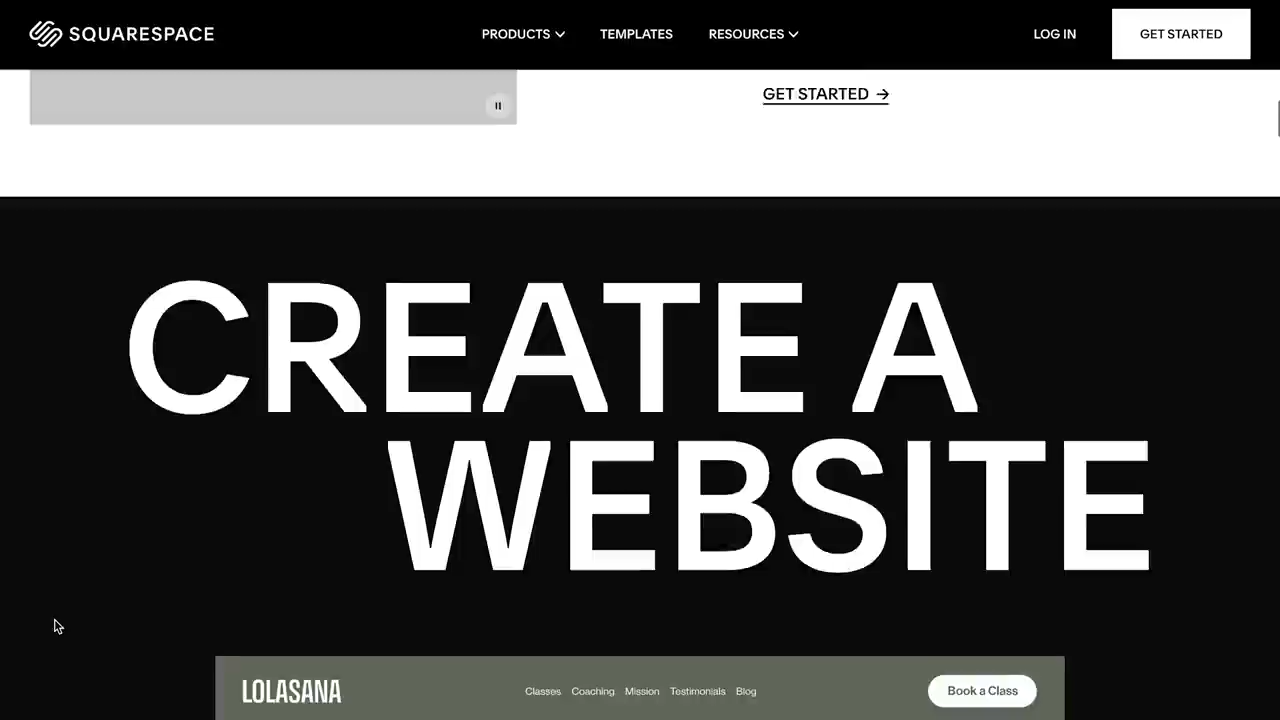 SQUARESPACE PRODUCTS TEMPLATES RESOURCES LOG IN GET STARTED
GET STARTED →
CREATE A
WEBSITE
LOLASANA Classes Coaching Mission Testimonials Blog Book a Class